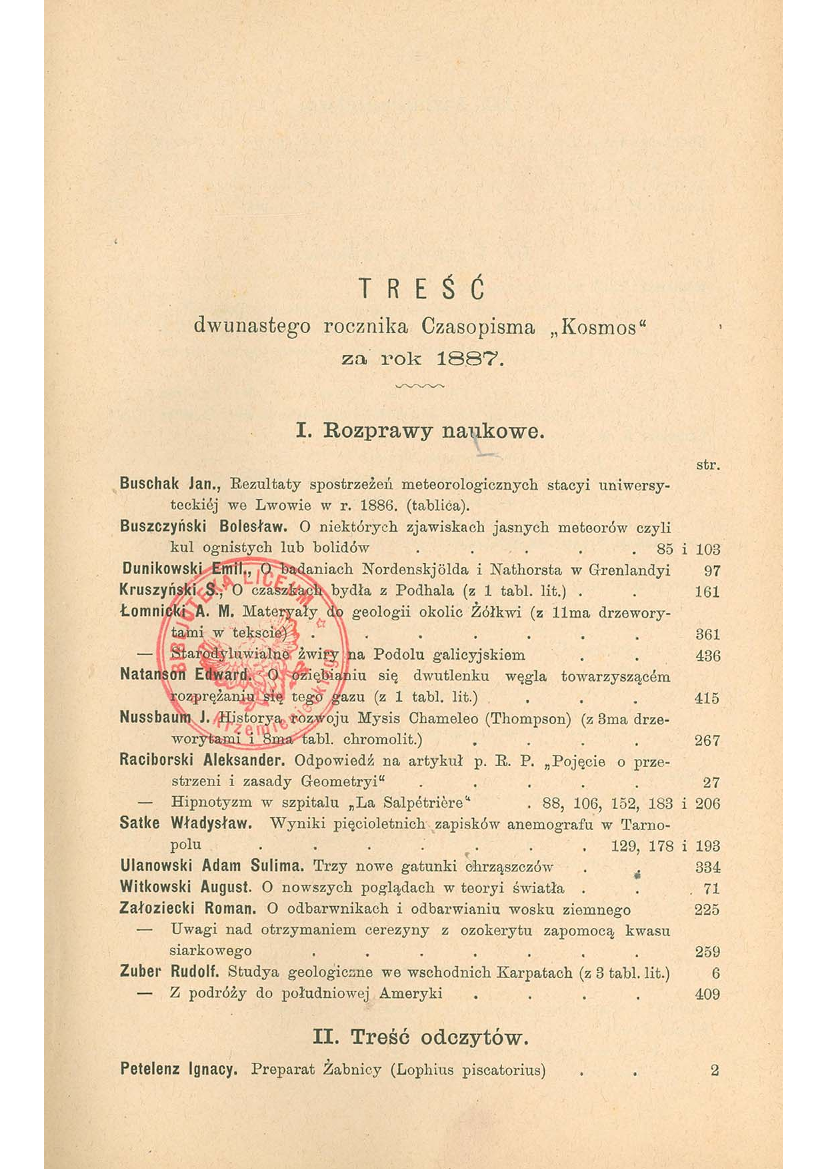 TREŚĆ
dwunastego rocznika Czasopisma „Kosmos“
za rok 1887.
I. Rozprawy naukowe.
str.
Buschak Jan., Rezultaty spostrzeżeń meteorologicznych stacyi uniwersy-
teckiéj we Lwowie w r. 1886. (tablica).
Buszczyński Bolesław. O niektórych zjawiskach jasnych meteorów czyli
kul ognistych lub bolidów . . . . . 85 i 103
Dunikowski Emil., O badaniach Nordenskjölda i Nathorsta w Grenlandyi 97
Kruszyński S., O czaszkach bydła z Podhala (z 1 tabl. lit.) . . 161
Łomnicki A. M. Materyały do geologii okolic Żółkwi (z 11ma drzewory-
tami w tekscie) . . . . . . . 361
— Starodyluwialne żwiry na Podolu galicyjskiem . . 436
Natanson Edward. O oziębianiu się dwutlenku węgla towarzyszącém
rozprężaniu się tego gazu (z 1 tabl. lit.) . . . . 415
Nussbaum J. Historya rozwoju Mysis Chameleo (Thompson) (z 3ma drze-
worytami i 8ma tabl. chromolit.) . . . . 267
Raciborski Aleksander. Odpowiedź na artykuł p. R. P. „Pojęcie o prze-
strzeni i zasady Geometryi“ . . . . . 27
— Hipnotyzm w szpitalu „La Salpétrière“ . 88, 106, 152, 183 i 206
Satke Władysław. Wyniki pięcioletnich zapisków anemografu w Tarno-
polu . . . . . . . 129, 178 i 193
Ulanowski Adam Sulima. Trzy nowe gatunki chrząszczów . . 334
Witkowski August. O nowszych poglądach w teoryi światła . . . 71
Załoziecki Roman. O odbarwnikach i odbarwianiu wosku ziemnego 225
— Uwagi nad otrzymaniem cerezyny z ozokerytu zapomocą kwasu
siarkowego . . . . . . . 259
Zuber Rudolf. Studya geologiczne we wschodnich Karpatach (z 3 tabl. lit.) 6
— Z podróży do południowej Ameryki . . . . 409
II. Treść odczytów.
Petelenz Ignacy. Preparat Żabnicy (Lophius piscatorius) . . 2
BIBLIOTEKA LICEUM
Krzemienieckiego